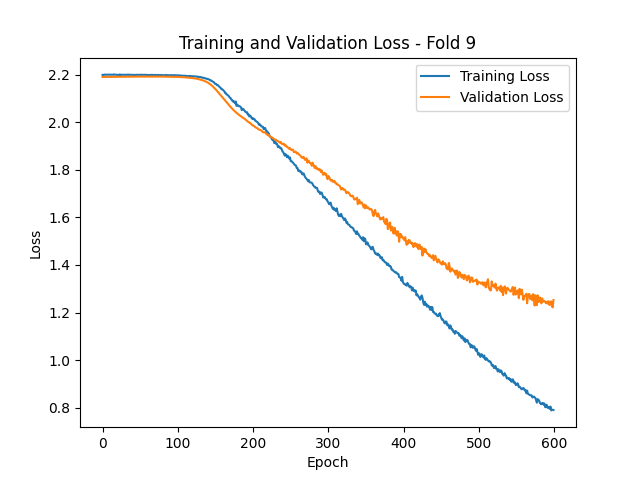 Training and Validation Loss - Fold 9
Training Loss
Validation Loss
2.2
2.0
1.8
1.6
1.4
1.2
1.0
0.8
Loss
0 100 200 300 400 500 600
Epoch